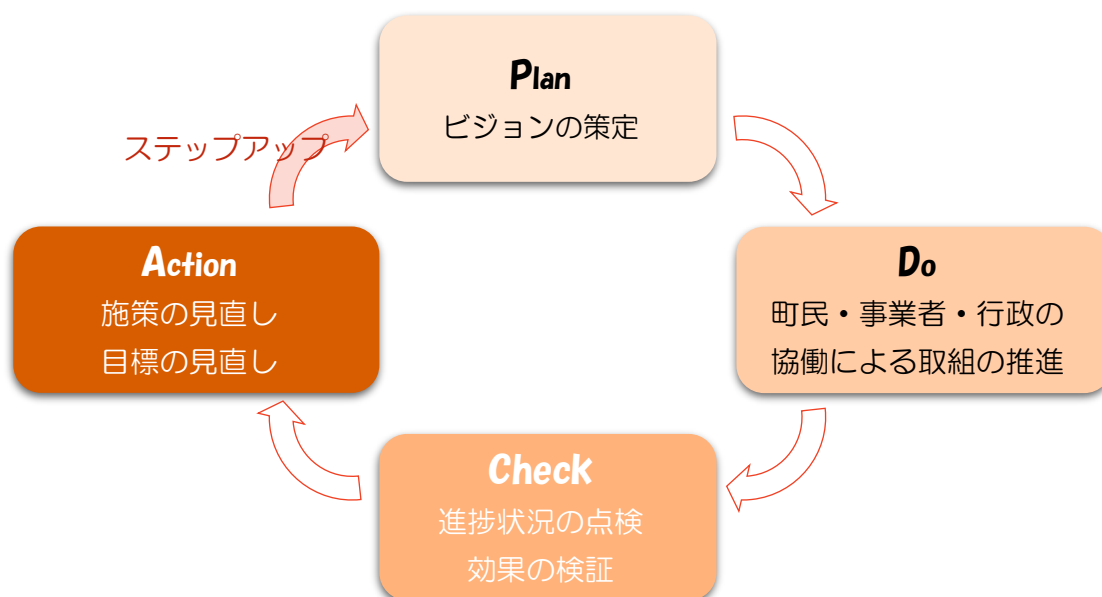 Plan
ビジョンの策定
ステップアップ
Action
施策の見直し
目標の見直し
Do
町民・事業者・行政の
協働による取組の推進
Check
進捗状況の点検
効果の検証